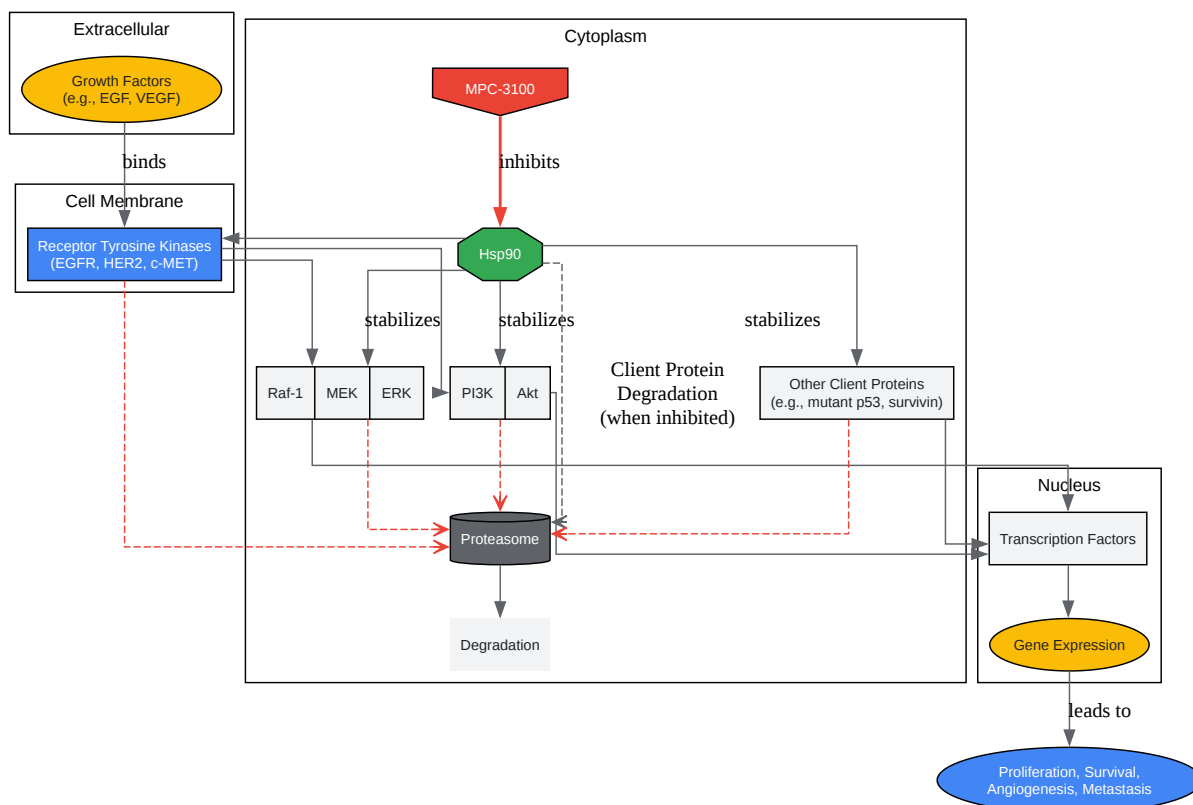 Extracellular
Growth Factors
(e.g., EGF, VEGF)
binds
Cell Membrane
Receptor Tyrosine Kinases
(EGFR, HER2, c-MET)
Cytoplasm
MPC-3100
inhibits
Hsp90
stabilizes
stabilizes
stabilizes
Raf-1
MEK
ERK
PI3K
Akt
Client Protein
Degradation
(when inhibited)
Other Client Proteins
(e.g., mutant p53, survivin)
Proteasome
Degradation
Nucleus
Transcription Factors
Gene Expression
leads to
Proliferation, Survival,
Angiogenesis, Metastasis